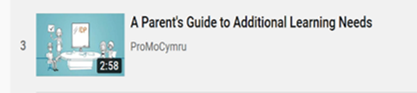 3
A Parent's Guide to Additional Learning Needs
ProMoCymru
2:58